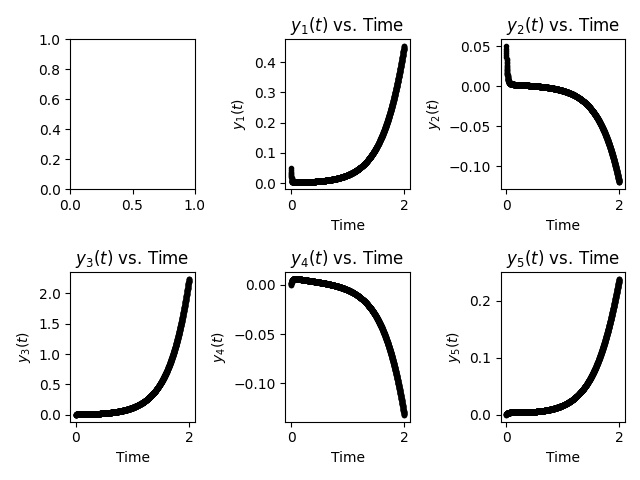 1.0
0.8
0.6
0.4
0.2
0.0
0.0 0.5 1.0
y₁(t) vs. Time
0.4
0.3
0.2
0.1
0.0
y₁(t)
0 2
Time
y₂(t) vs. Time
0.05
0.00
−0.05
−0.10
y₂(t)
0 2
Time
y₃(t) vs. Time
2.0
1.5
1.0
0.5
0.0
y₃(t)
0 2
Time
y₄(t) vs. Time
0.00
−0.05
−0.10
y₄(t)
0 2
Time
y₅(t) vs. Time
0.2
0.1
0.0
y₅(t)
0 2
Time